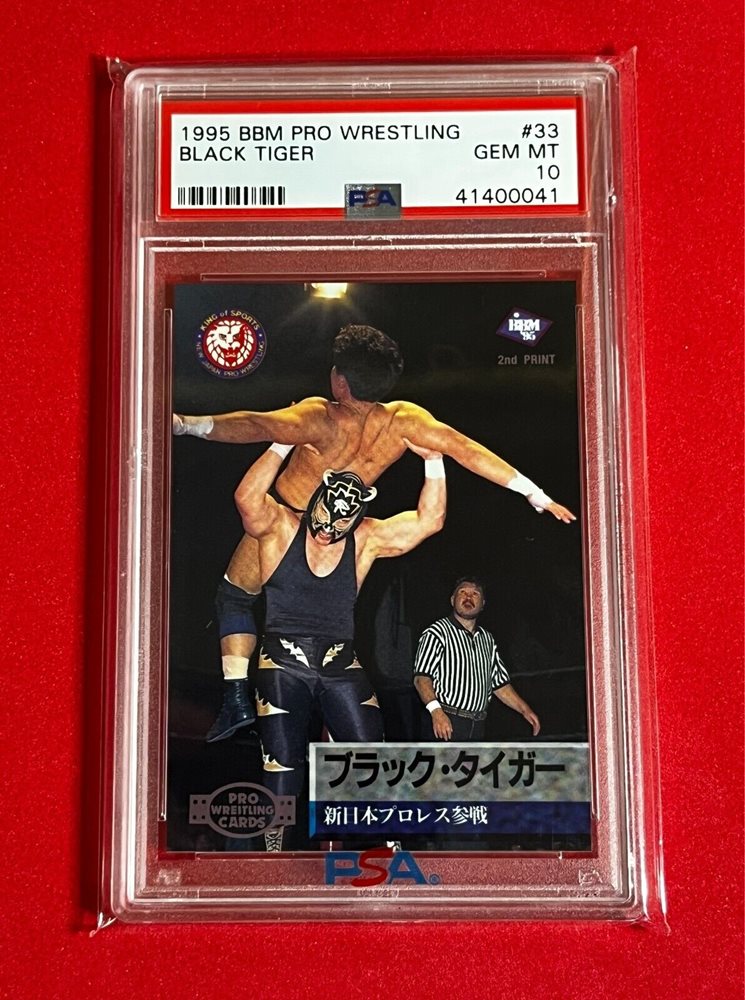 1995 BBM PRO WRESTLING #33
BLACK TIGER GEM MT
10
PSA 41400041
KING of SPORTS
NEW JAPAN PRO-WRESTLING
BBM
'95
2nd PRINT
ブラック・タイガー
新日本プロレス参戦
PRO
WREITLING
CARDS
PSA®